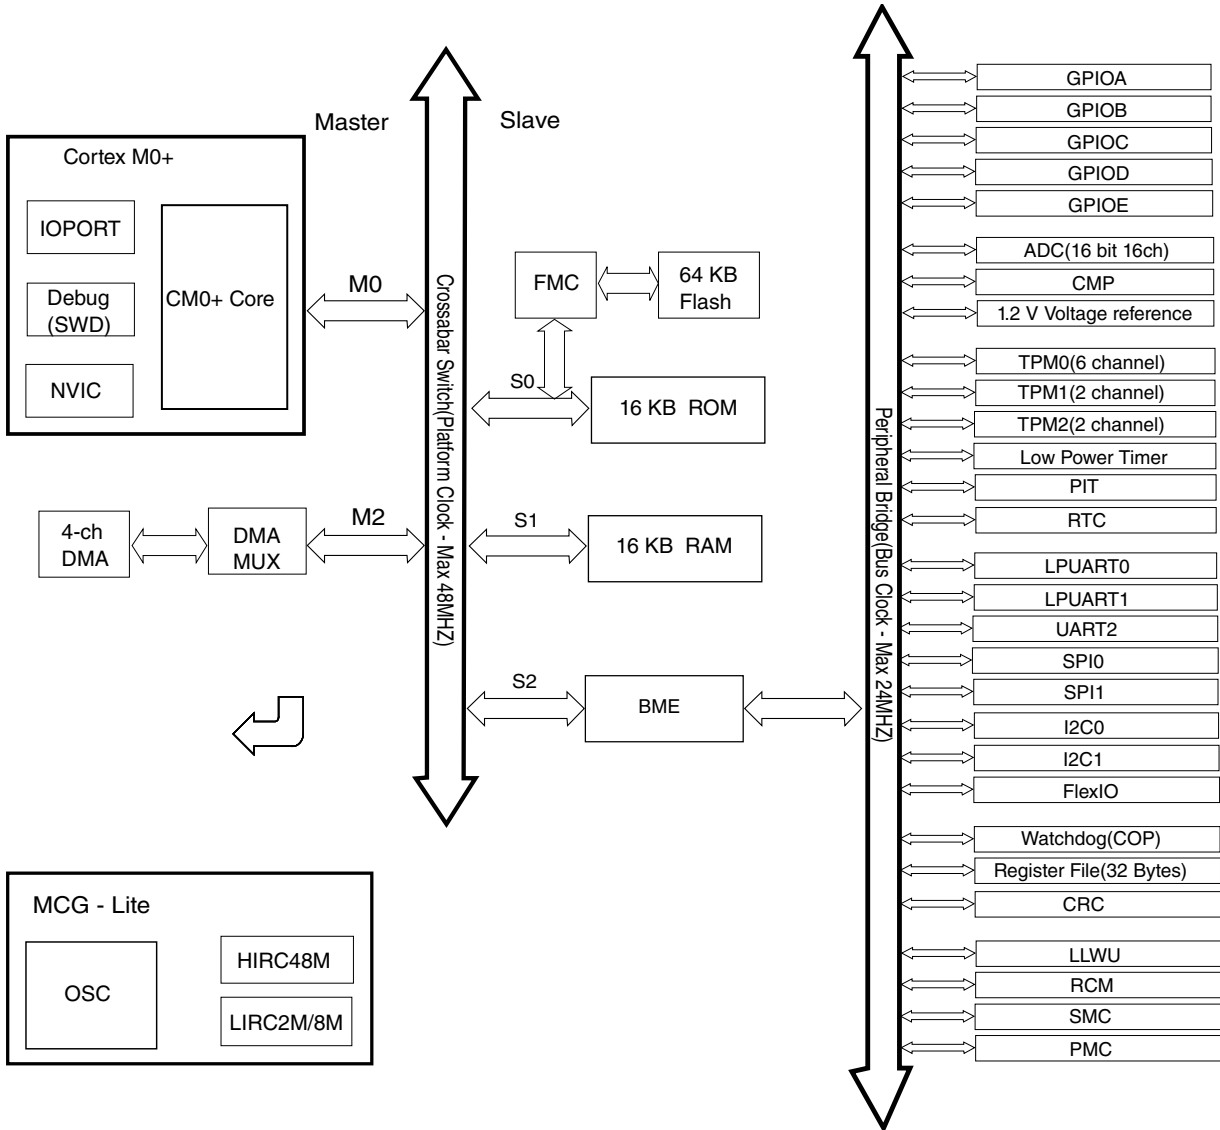 Master
Slave
Cortex M0+
IOPORT
Debug
(SWD)
NVIC
CM0+ Core
M0
Crossabar Switch(Platform Clock - Max 48MHZ)
FMC
64 KB
Flash
S0
16 KB ROM
4-ch
DMA
DMA
MUX
M2
S1
16 KB RAM
S2
BME
Peripheral Bridge(Bus Clock - Max 24MHZ)
MCG - Lite
OSC
HIRC48M
LIRC2M/8M
GPIOA
GPIOB
GPIOC
GPIOD
GPIOE
ADC(16 bit 16ch)
CMP
1.2 V Voltage reference
TPM0(6 channel)
TPM1(2 channel)
TPM2(2 channel)
Low Power Timer
PIT
RTC
LPUART0
LPUART1
UART2
SPI0
SPI1
I2C0
I2C1
FlexIO
Watchdog(COP)
Register File(32 Bytes)
CRC
LLWU
RCM
SMC
PMC